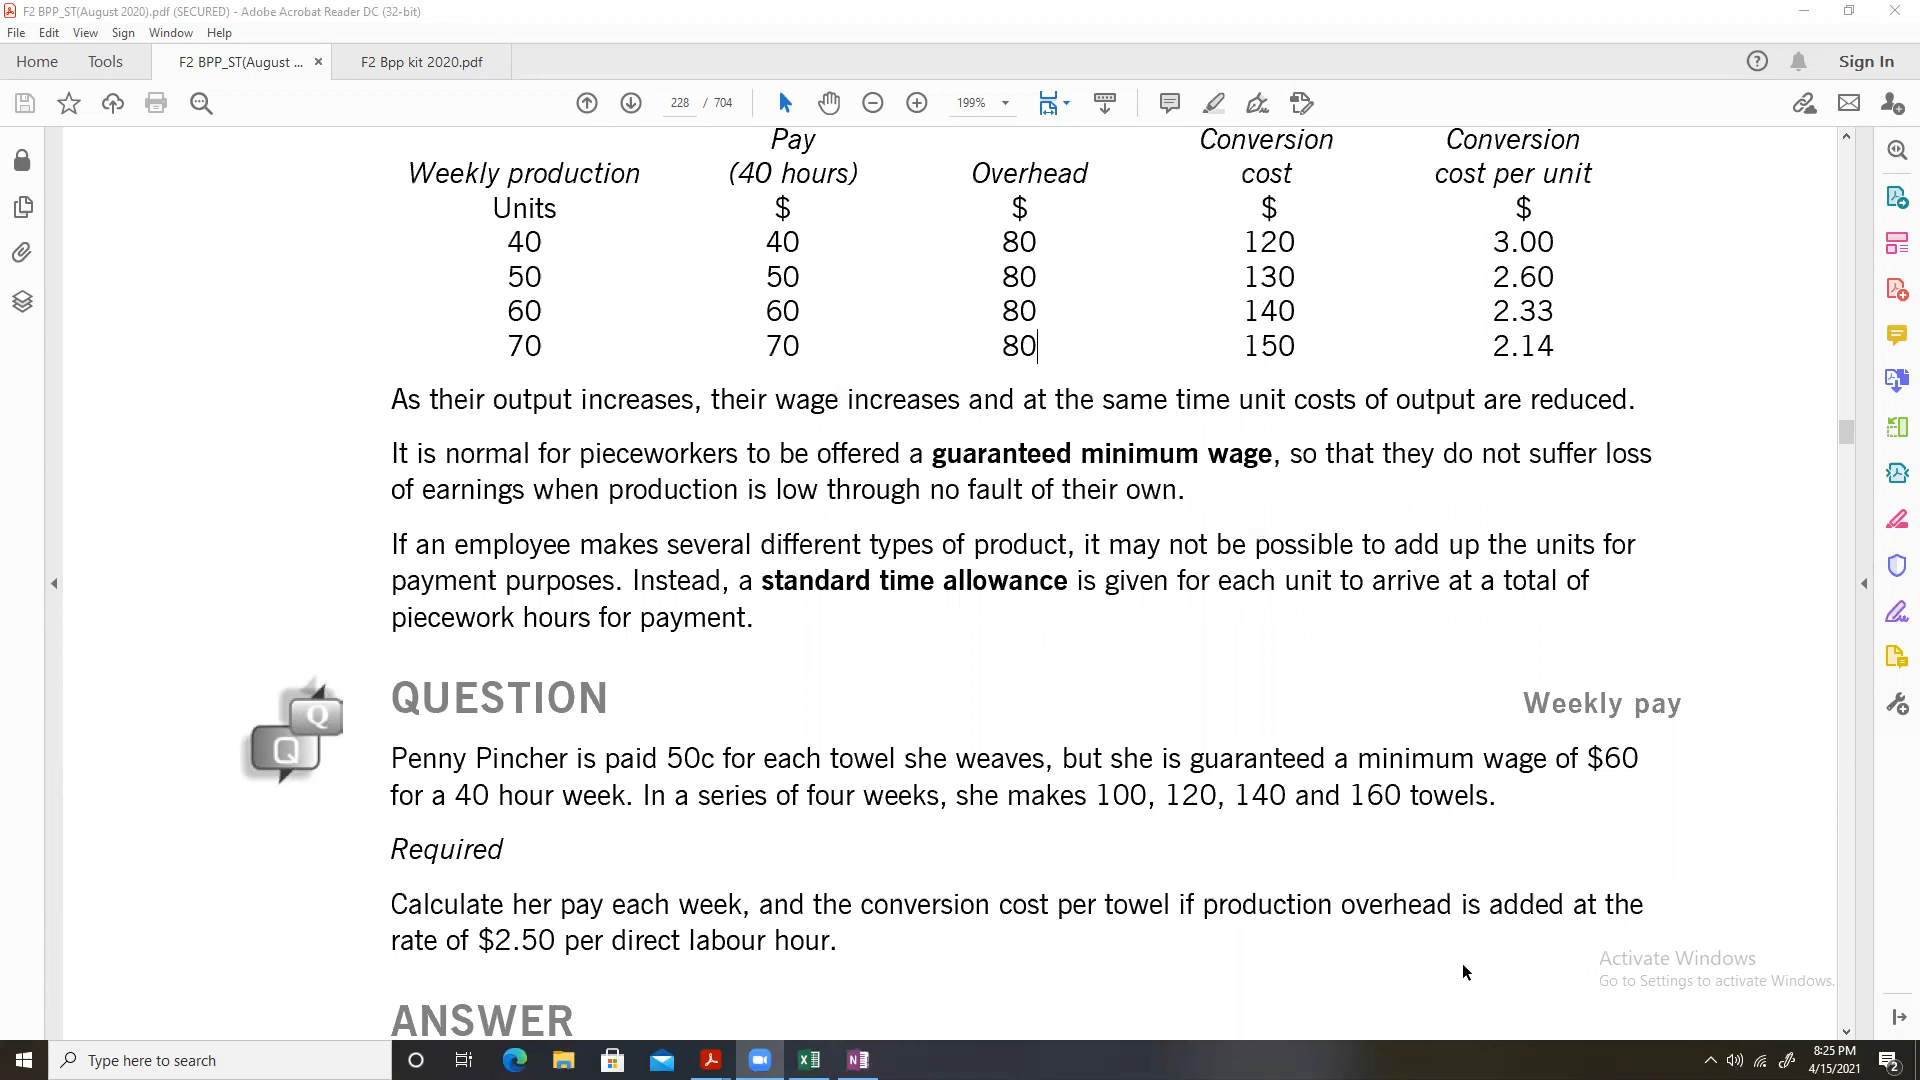 F2 BPP_ST(August 2020).pdf (SECURED) - Adobe Acrobat Reader DC (32-bit)
File Edit View Sign Window Help
Home Tools F2 BPP_ST(August ... × F2 Bpp kit 2020.pdf Sign In
228 / 704 199%
Pay Conversion Conversion
Weekly production (40 hours) Overhead cost cost per unit
Units $ $ $ $
40 40 80 120 3.00
50 50 80 130 2.60
60 60 80 140 2.33
70 70 80 150 2.14
As their output increases, their wage increases and at the same time unit costs of output are reduced.
It is normal for pieceworkers to be offered a guaranteed minimum wage, so that they do not suffer loss
of earnings when production is low through no fault of their own.
If an employee makes several different types of product, it may not be possible to add up the units for
payment purposes. Instead, a standard time allowance is given for each unit to arrive at a total of
piecework hours for payment.
Q
Q
QUESTION Weekly pay
Penny Pincher is paid 50c for each towel she weaves, but she is guaranteed a minimum wage of $60
for a 40 hour week. In a series of four weeks, she makes 100, 120, 140 and 160 towels.
Required
Calculate her pay each week, and the conversion cost per towel if production overhead is added at the
rate of $2.50 per direct labour hour.
Activate Windows
Go to Settings to activate Windows.
ANSWER
Type here to search
8:25 PM
4/15/2021
2